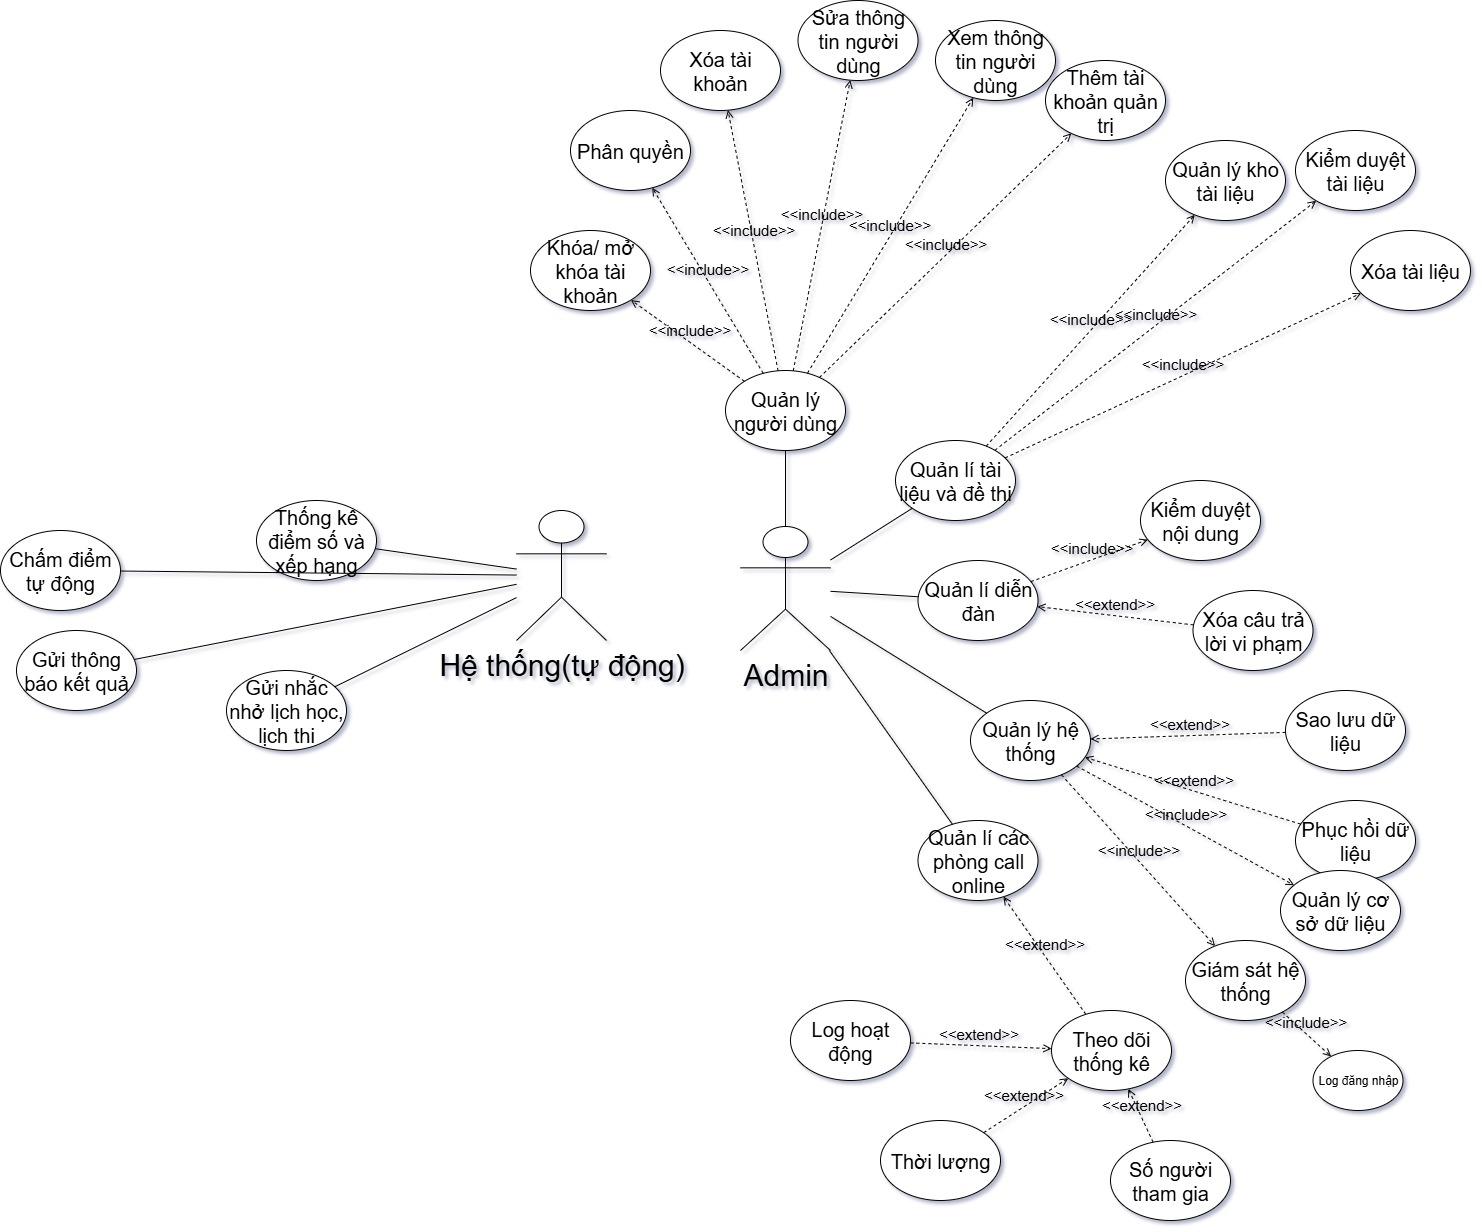 Sửa thông
tin người
dùng
Xem thông
tin người
dùng
Xóa tài
khoản
Thêm tài
khoản quản
trị
Phân quyền
Quản lý kho
tài liệu
Kiểm duyệt
tài liệu
Khóa/ mở
khóa tài
khoản
Xóa tài liệu
<<include>>
<<include>>
<<include>>
<<include>>
<<include>>
<<include>>
<<include>>
<<include>>
<<include>>
Quản lý
người dùng
Quản lí tài
liệu và đề thi
Kiểm duyệt
nội dung
<<include>>
Quản lí diễn
đàn
<<extend>>
Xóa câu trả
lời vi phạm
Thống kê
điểm số và
xếp hạng
Chấm điểm
tự động
Gửi thông
báo kết quả
Gửi nhắc
nhở lịch học,
lịch thi
Hệ thống(tự động)
Admin
Quản lý hệ
thống
<<extend>>
Sao lưu dữ
liệu
<<extend>>
<<include>>
<<include>>
Phục hồi dữ
liệu
Quản lý cơ
sở dữ liệu
Quản lí các
phòng call
online
<<extend>>
Giám sát hệ
thống
<<include>>
Log đăng nhập
Log hoạt
động
<<extend>>
Theo dõi
thống kê
<<extend>>
<<extend>>
Thời lượng
Số người
tham gia